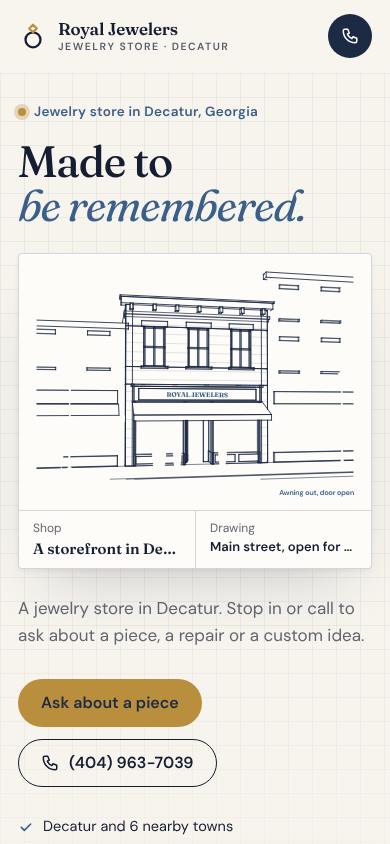 Royal Jewelers
JEWELRY STORE · DECATUR
Jewelry store in Decatur, Georgia
Made to
be remembered.
ROYAL JEWELERS
Awning out, door open
Shop
A storefront in De...
Drawing
Main street, open for ...
A jewelry store in Decatur. Stop in or call to
ask about a piece, a repair or a custom idea.
Ask about a piece
(404) 963-7039
Decatur and 6 nearby towns